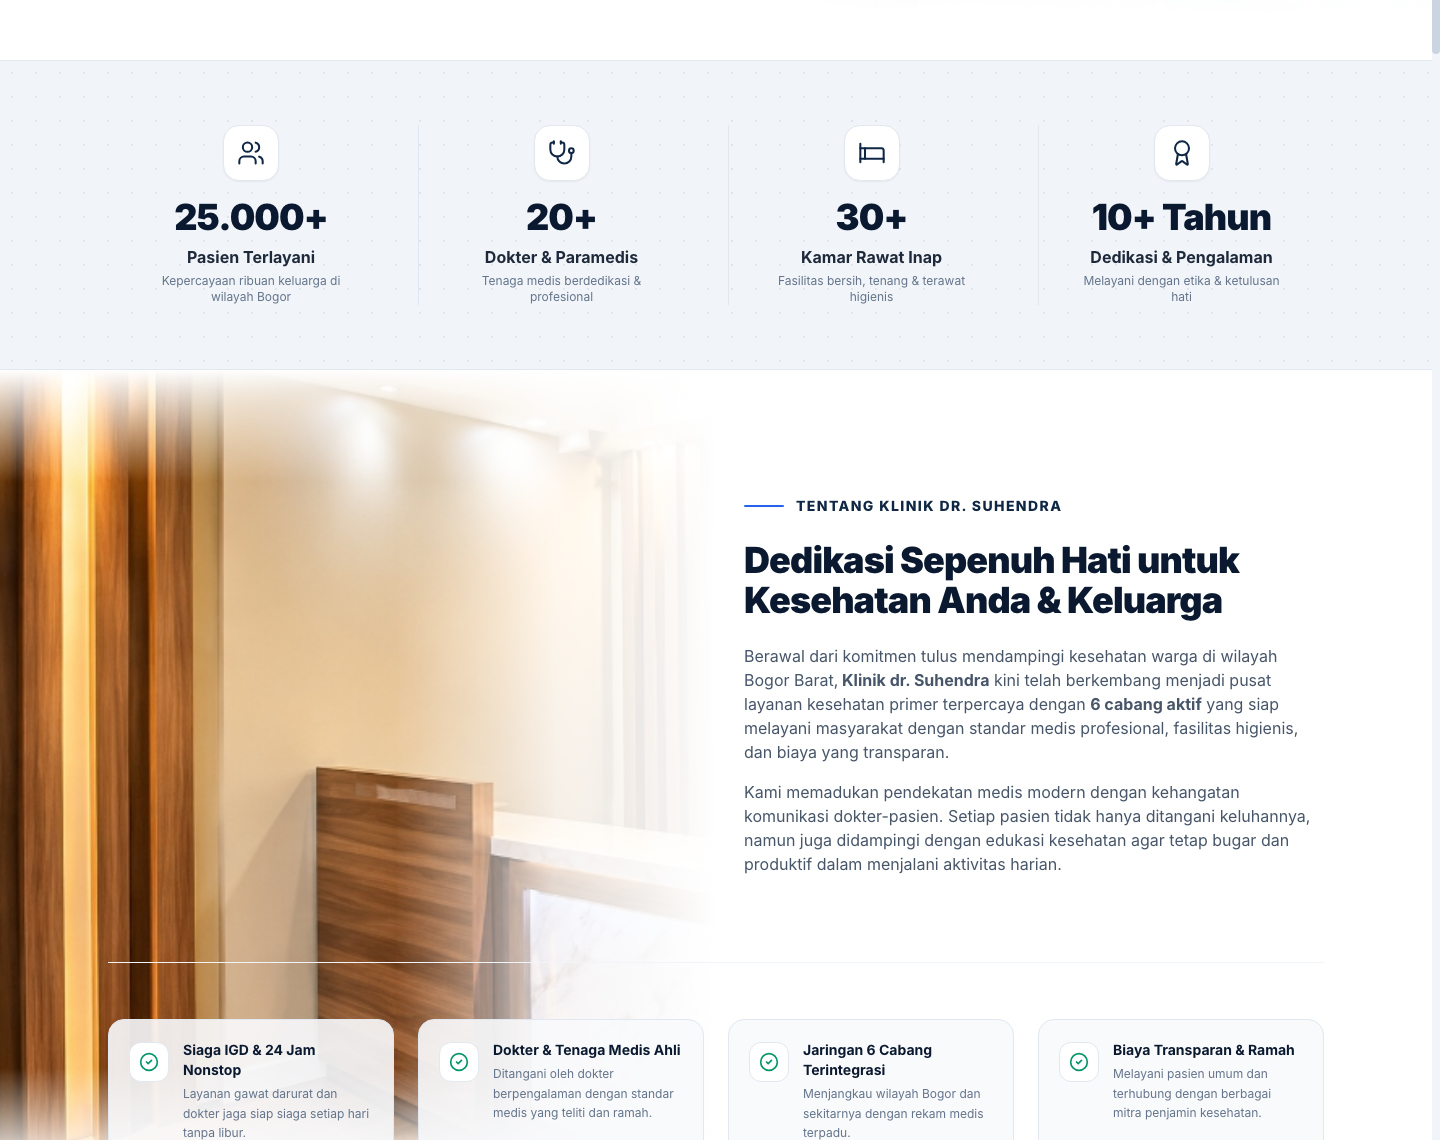 25.000+
Pasien Terlayani
Kepercayaan ribuan keluarga di
wilayah Bogor
20+
Dokter & Paramedis
Tenaga medis berdedikasi &
profesional
30+
Kamar Rawat Inap
Fasilitas bersih, tenang & terawat
higienis
10+ Tahun
Dedikasi & Pengalaman
Melayani dengan etika & ketulusan
hati
TENTANG KLINIK DR. SUHENDRA
Dedikasi Sepenuh Hati untuk
Kesehatan Anda & Keluarga
Berawal dari komitmen tulus mendampingi kesehatan warga di wilayah
Bogor Barat, Klinik dr. Suhendra kini telah berkembang menjadi pusat
layanan kesehatan primer terpercaya dengan 6 cabang aktif yang siap
melayani masyarakat dengan standar medis profesional, fasilitas higienis,
dan biaya yang transparan.
Kami memadukan pendekatan medis modern dengan kehangatan
komunikasi dokter-pasien. Setiap pasien tidak hanya ditangani keluhannya,
namun juga didampingi dengan edukasi kesehatan agar tetap bugar dan
produktif dalam menjalani aktivitas harian.
Siaga IGD & 24 Jam
Nonstop
Layanan gawat darurat dan
dokter jaga siap siaga setiap hari
tanpa libur.
Dokter & Tenaga Medis Ahli
Ditangani oleh dokter
berpengalaman dengan standar
medis yang teliti dan ramah.
Jaringan 6 Cabang
Terintegrasi
Menjangkau wilayah Bogor dan
sekitarnya dengan rekam medis
terpadu.
Biaya Transparan & Ramah
Melayani pasien umum dan
terhubung dengan berbagai
mitra penjamin kesehatan.